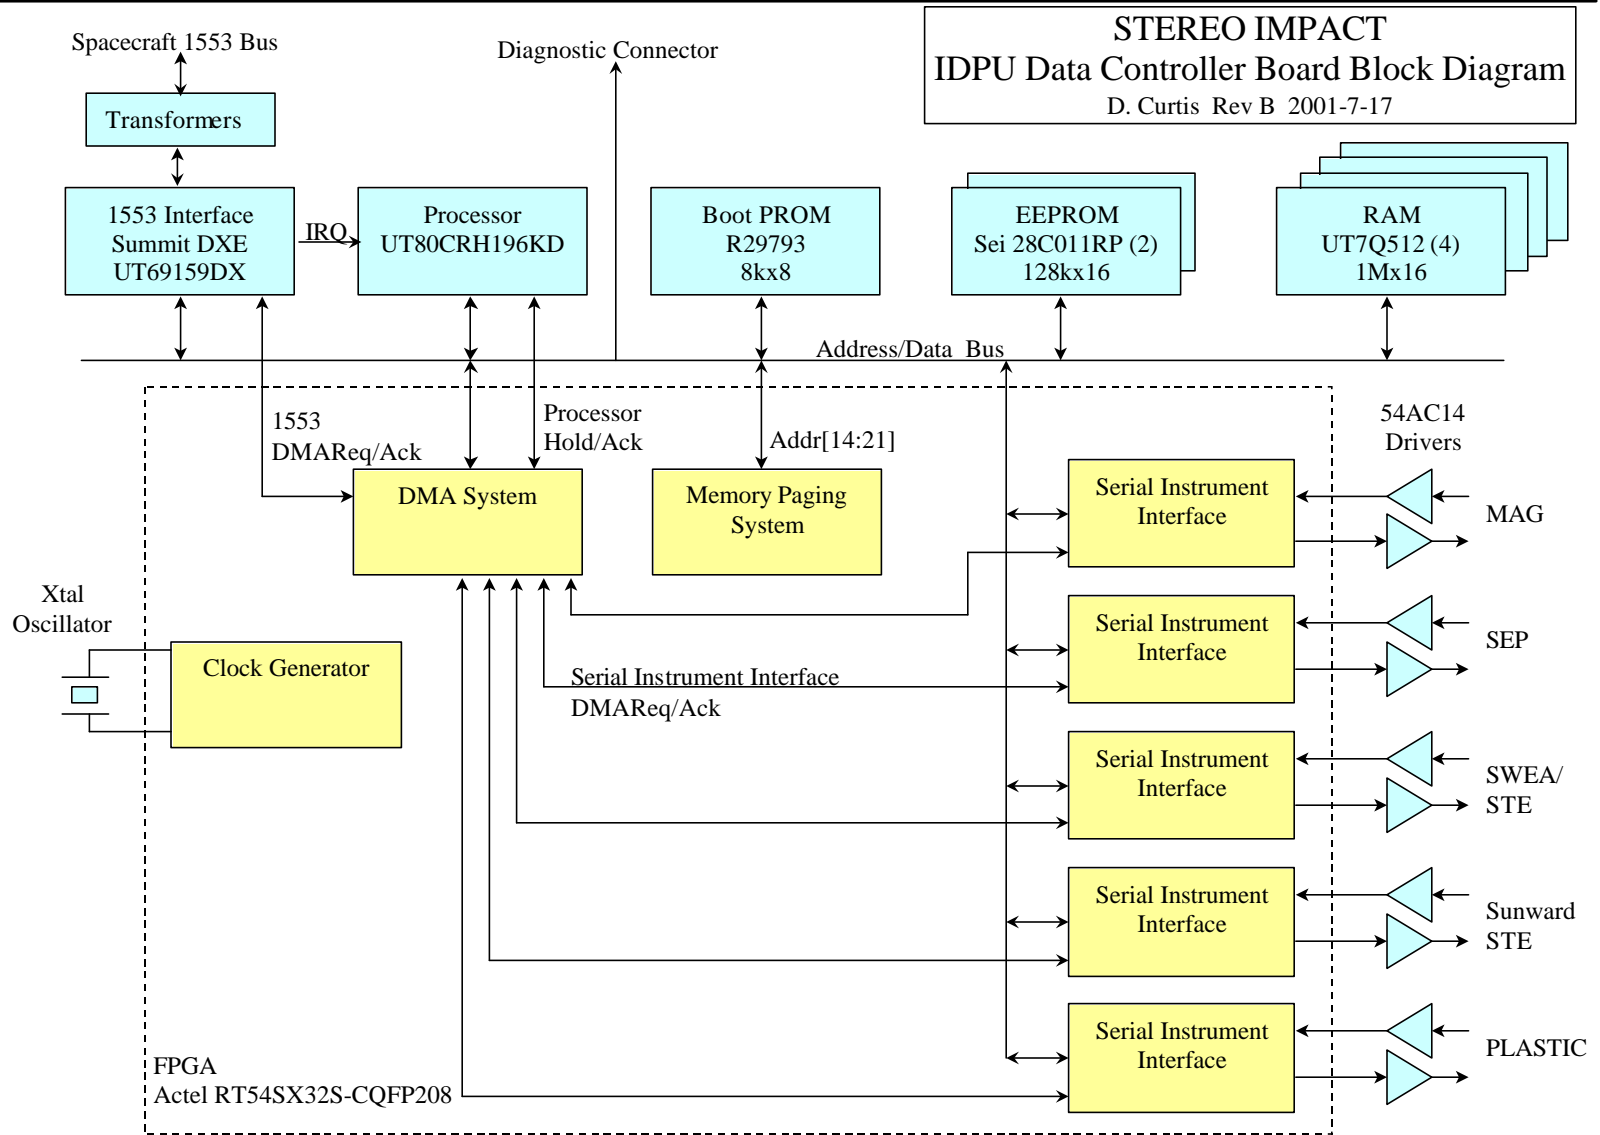 STEREO IMPACT
IDPU Data Controller Board Block Diagram
D. Curtis  Rev B  2001-7-17
Spacecraft 1553 Bus
Diagnostic Connector
Transformers
1553 Interface
Summit DXE
UT69159DX
IRQ
Processor
UT80CRH196KD
Boot PROM
R29793
8kx8
EEPROM
Sei 28C011RP (2)
128kx16
RAM
UT7Q512 (4)
1Mx16
Address/Data  Bus
1553
DMAReq/Ack
Processor
Hold/Ack
Addr[14:21]
54AC14
Drivers
DMA System
Memory Paging
System
Serial Instrument
Interface
MAG
Xtal
Oscillator
Clock Generator
Serial Instrument Interface
DMAReq/Ack
Serial Instrument
Interface
SEP
Serial Instrument
Interface
SWEA/
STE
Serial Instrument
Interface
Sunward
STE
Serial Instrument
Interface
PLASTIC
FPGA
Actel RT54SX32S-CQFP208